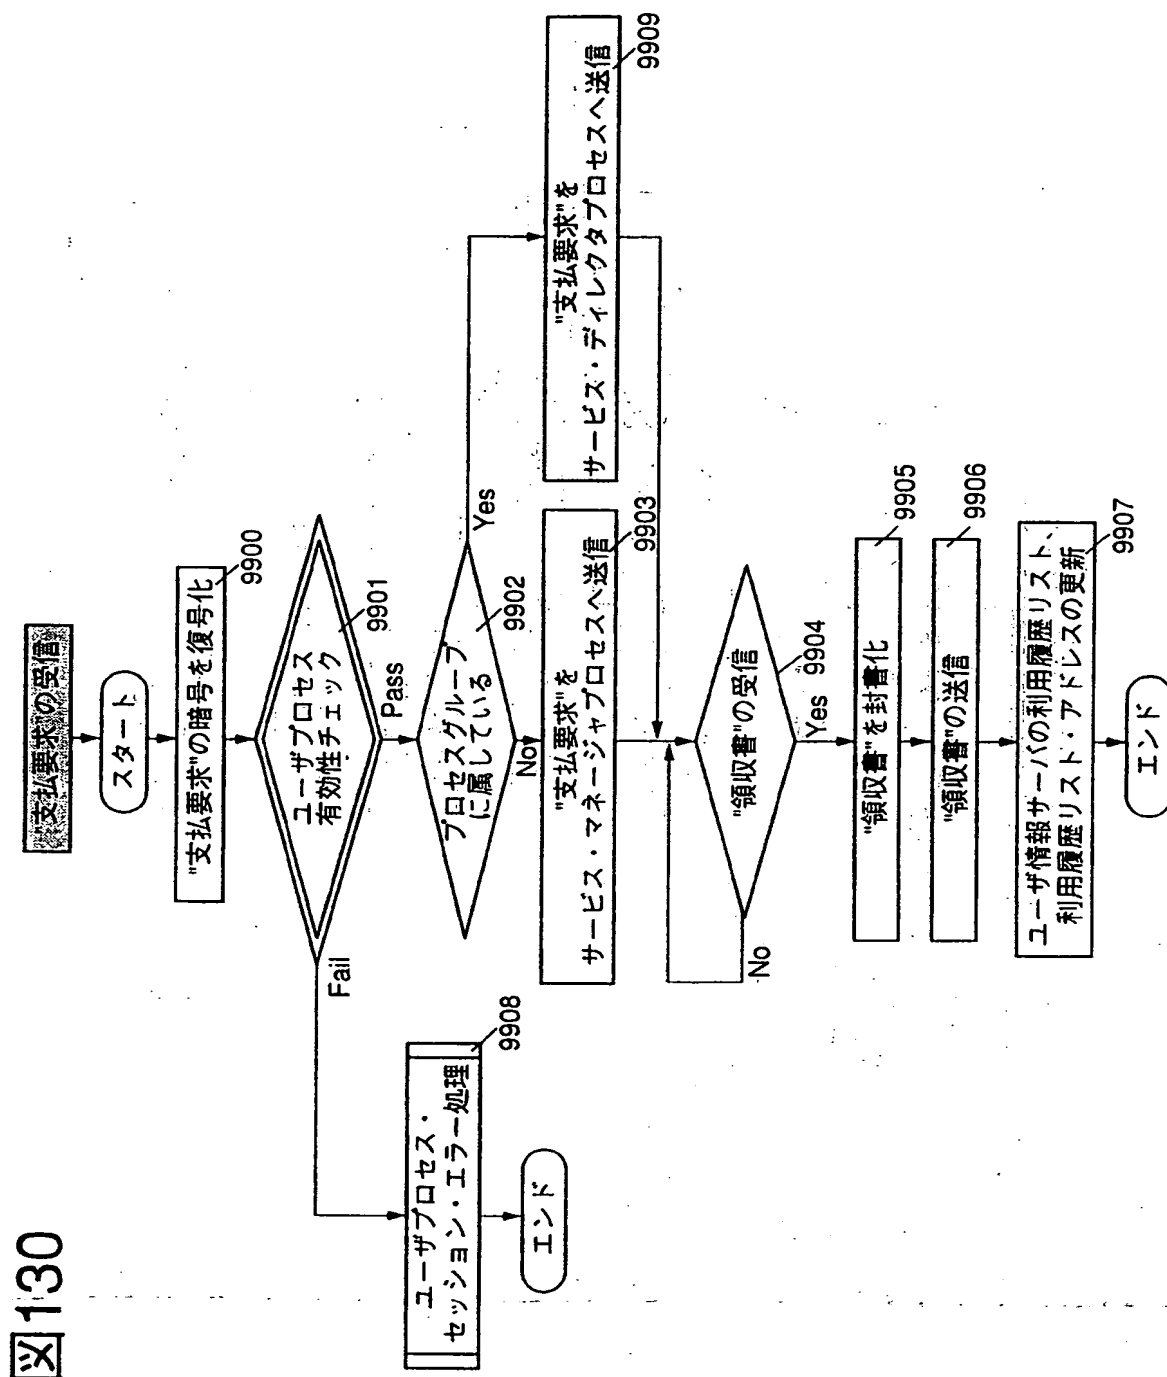 図130
"支払要求"の受信
スタート
"支払要求"の暗号を復号化
9900
ユーザプロセス
有効性チェック
9901
Fail
Pass
プロセスグループ
に属している
9902
Yes
No
"支払要求"を
サービス・マネージャプロセスへ送信
9903
"支払要求"を
サービス・ディレクタプロセスへ送信
9909
"領収書"の受信
9904
No
Yes
"領収書"を封書化
9905
"領収書"の送信
9906
ユーザ情報サーバの利用履歴リスト、
利用履歴リスト・アドレスの更新
9907
エンド
ユーザプロセス・
セッション・エラー処理
9908
エンド